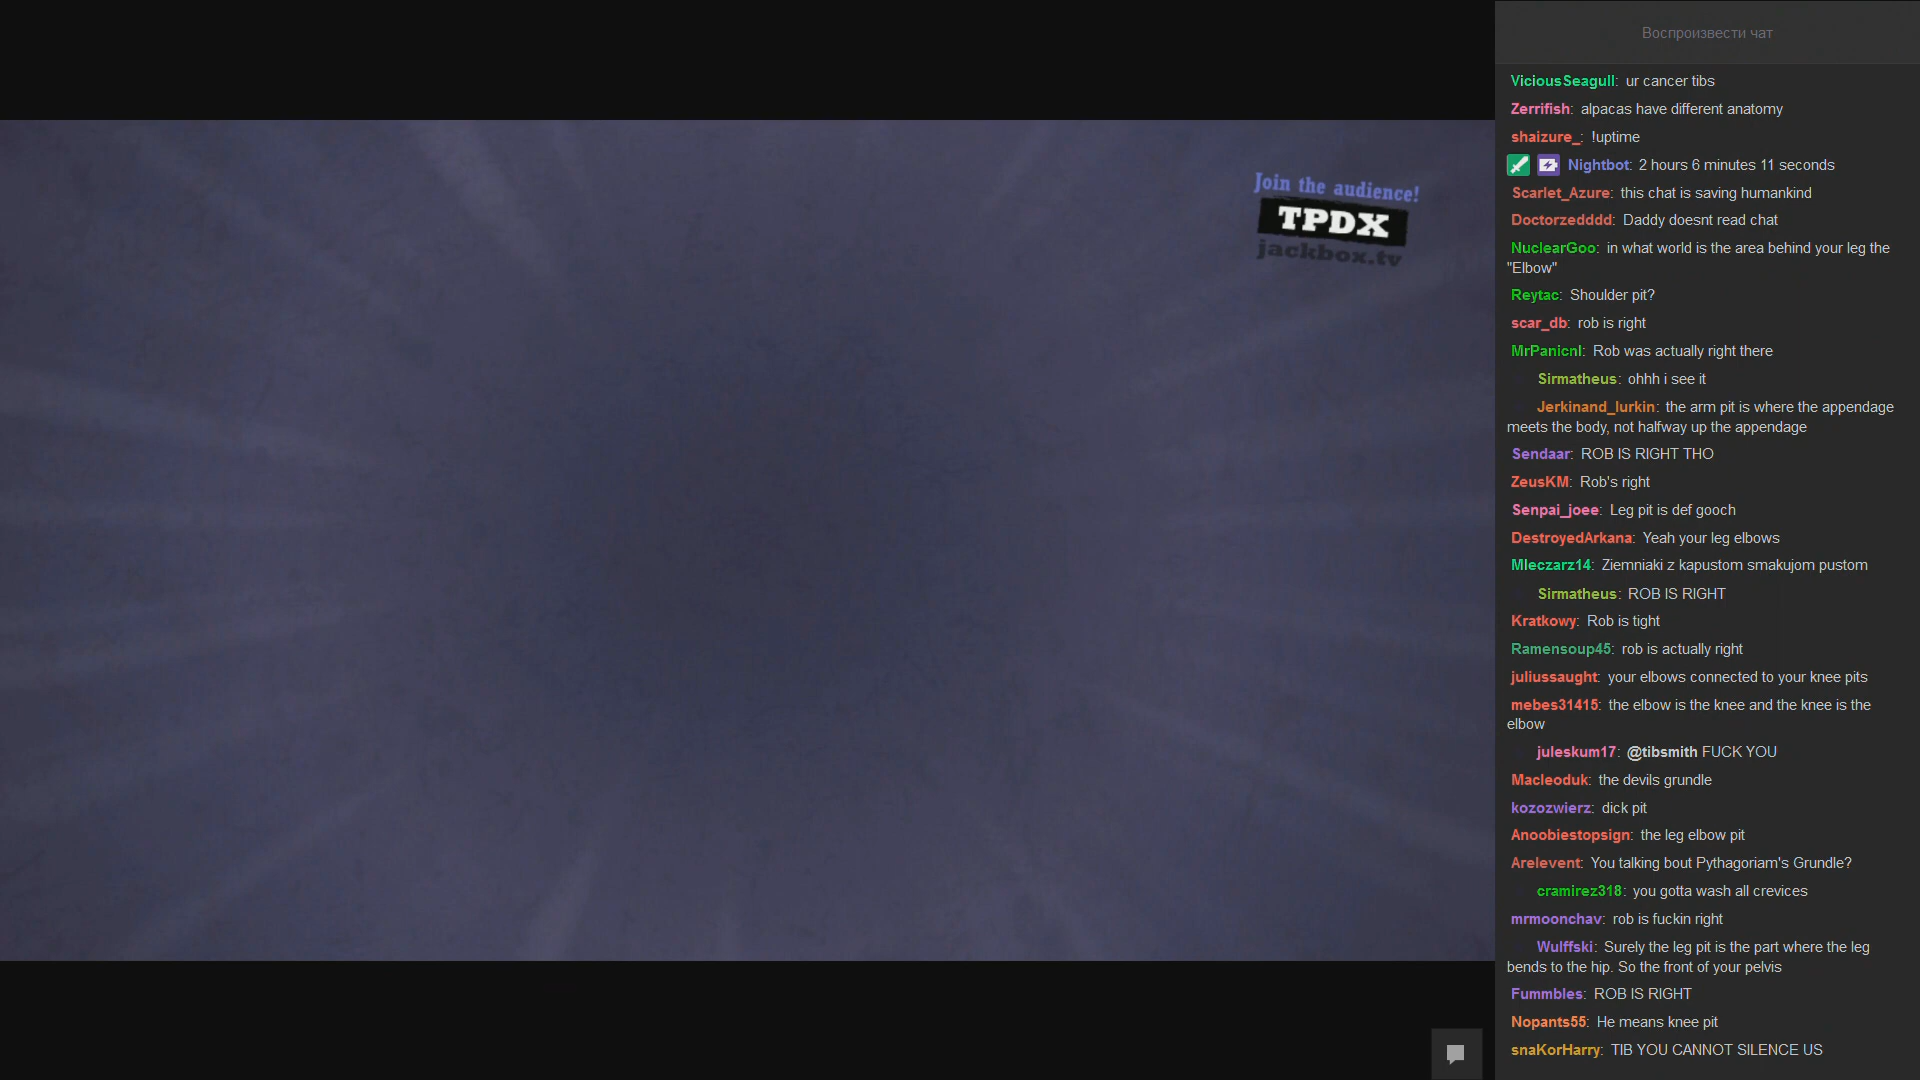 Join the audience!
TPDX
jackbox.tv
Воспроизвести чат
ViciousSeagull: ur cancer tibs
Zerrifish: alpacas have different anatomy
shaizure_: !uptime
Nightbot: 2 hours 6 minutes 11 seconds
Scarlet_Azure: this chat is saving humankind
Doctorzedddd: Daddy doesnt read chat
NuclearGoo: in what world is the area behind your leg the
"Elbow"
Reytac: Shoulder pit?
scar_db: rob is right
MrPanicnl: Rob was actually right there
Sirmatheus: ohhh i see it
Jerkinand_lurkin: the arm pit is where the appendage
meets the body, not halfway up the appendage
Sendaar: ROB IS RIGHT THO
ZeusKM: Rob's right
Senpai_joee: Leg pit is def gooch
DestroyedArkana: Yeah your leg elbows
Mleczarz14: Ziemniaki z kapustom smakujom pustom
Sirmatheus: ROB IS RIGHT
Kratkowy: Rob is tight
Ramensoup45: rob is actually right
juliussaught: your elbows connected to your knee pits
mebes31415: the elbow is the knee and the knee is the
elbow
juleskum17: @tibsmith FUCK YOU
Macleoduk: the devils grundle
kozozwierz: dick pit
Anoobiestopsign: the leg elbow pit
Arelevent: You talking bout Pythagoriam's Grundle?
cramirez318: you gotta wash all crevices
mrmoonchav: rob is fuckin right
Wulffski: Surely the leg pit is the part where the leg
bends to the hip. So the front of your pelvis
Fummbles: ROB IS RIGHT
Nopants55: He means knee pit
snaKorHarry: TIB YOU CANNOT SILENCE US